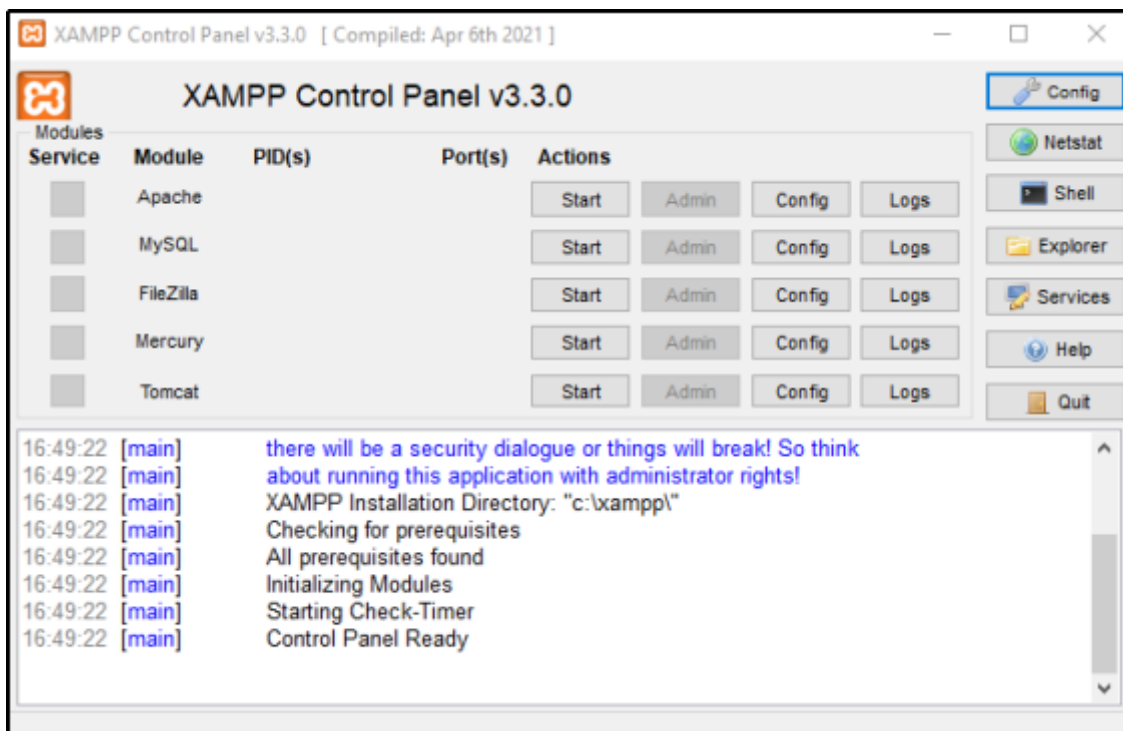 XAMPP Control Panel v3.3.0 [ Compiled: Apr 6th 2021 ]
XAMPP Control Panel v3.3.0
Config
Modules
Service Module PID(s) Port(s) Actions
Netstat
Apache Start Admin Config Logs
Shell
MySQL Start Admin Config Logs
Explorer
FileZilla Start Admin Config Logs
Services
Mercury Start Admin Config Logs
Help
Tomcat Start Admin Config Logs
Quit
16:49:22 [main] there will be a security dialogue or things will break! So think
16:49:22 [main] about running this application with administrator rights!
16:49:22 [main] XAMPP Installation Directory: "c:\xampp\"
16:49:22 [main] Checking for prerequisites
16:49:22 [main] All prerequisites found
16:49:22 [main] Initializing Modules
16:49:22 [main] Starting Check-Timer
16:49:22 [main] Control Panel Ready